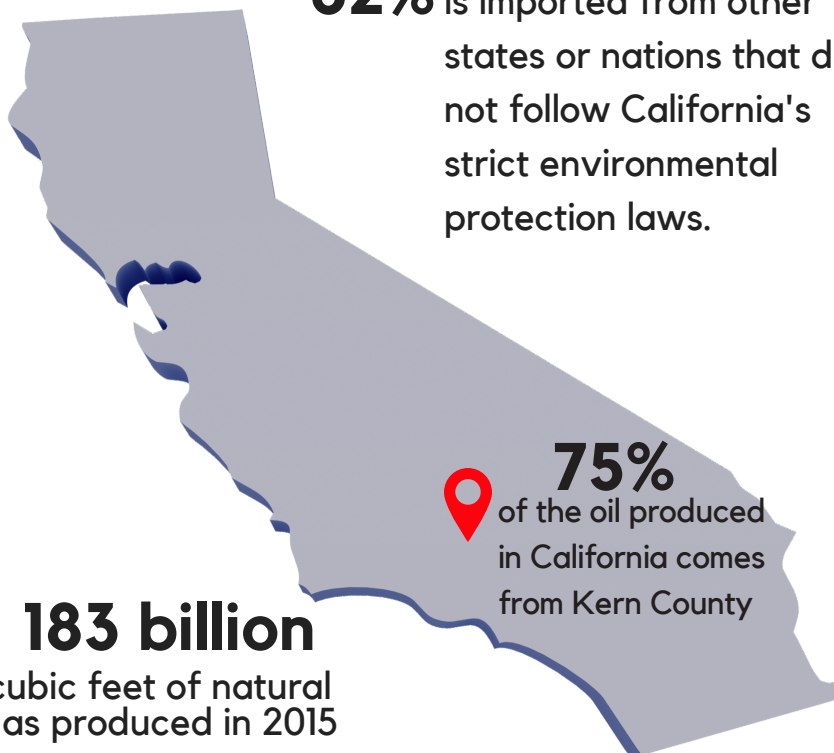 is imported from other
states or nations that d
not follow California's
strict environmental
protection laws.
75%
of the oil produced
in California comes
from Kern County
183 billion
cubic feet of natural
as produced in 2015